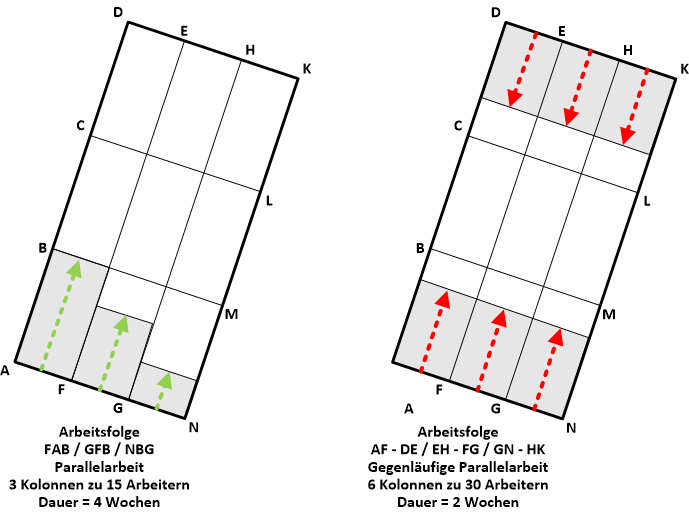 D
E
H
K
C
L
B
M
A
F
G
N
Arbeitsfolge
FAB / GFB / NBG
Parallelarbeit
3 Kolonnen zu 15 Arbeitern
Dauer = 4 Wochen
D
E
H
K
C
L
B
M
A
F
G
N
Arbeitsfolge
AF - DE / EH - FG / GN - HK
Gegenläufige Parallelarbeit
6 Kolonnen zu 30 Arbeitern
Dauer = 2 Wochen